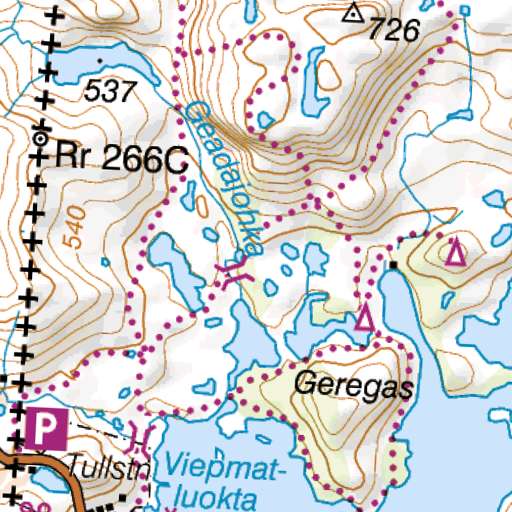 726
537
Rr 266C
Geadajohka
540
Geregas
P
Tullstn
Viepmat-
luokta